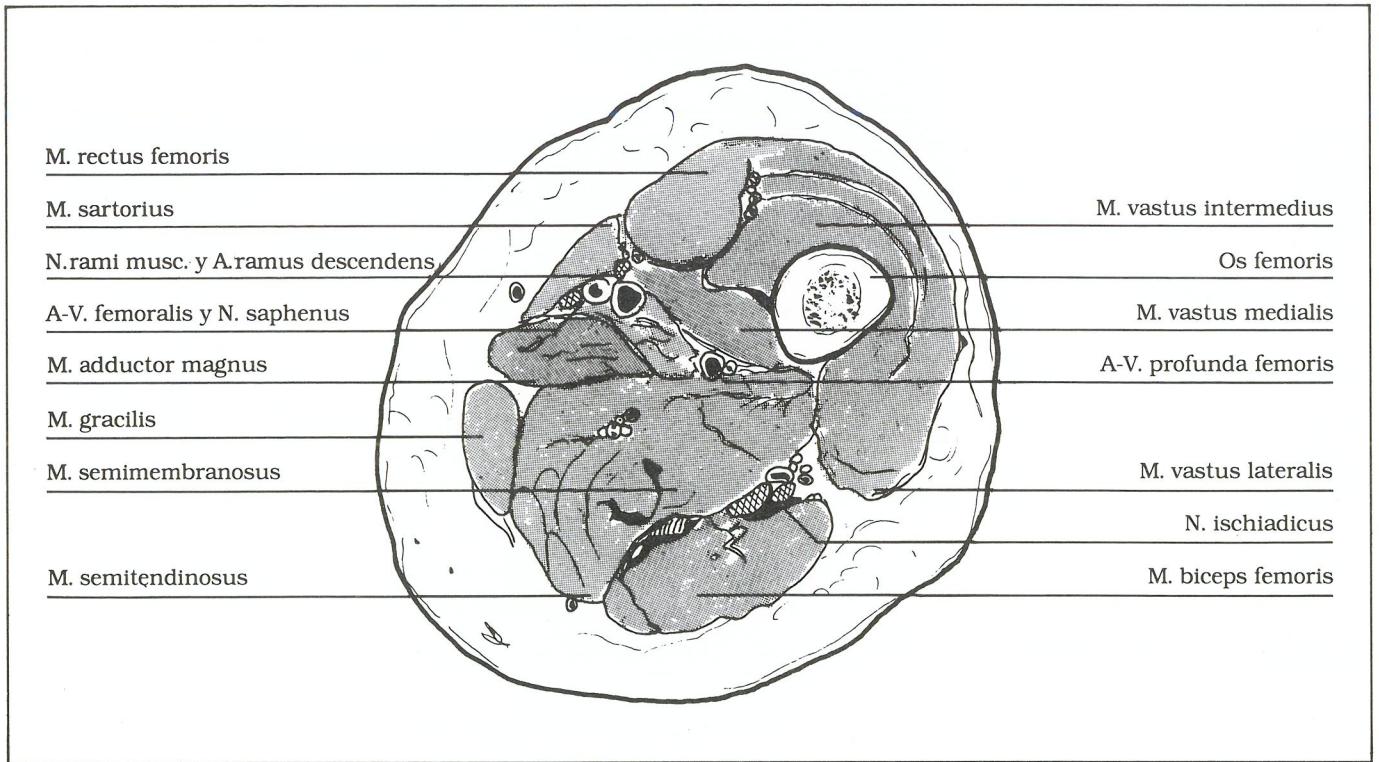 M. rectus femoris
M. sartorius
N.rami musc. y A.ramus descendens
A-V. femoralis y N. saphenus
M. adductor magnus
M. gracilis
M. semimembranosus
M. semitendinosus
M. vastus intermedius
Os femoris
M. vastus medialis
A-V. profunda femoris
M. vastus lateralis
N. ischiadicus
M. biceps femoris